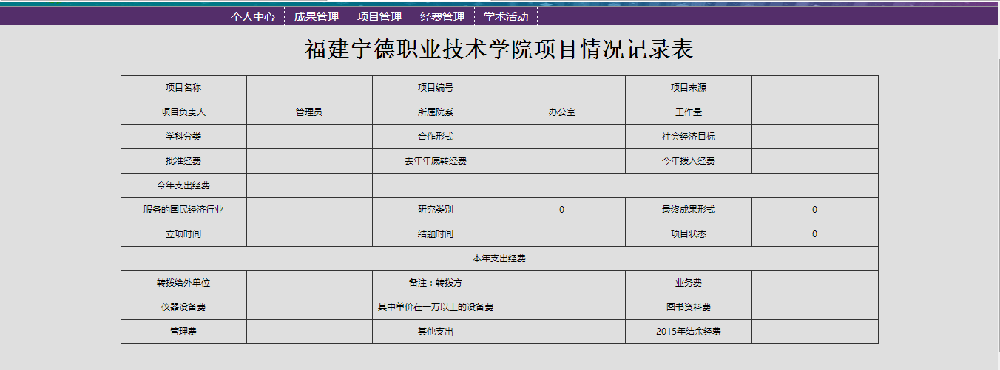 个人中心 成果管理 项目管理 经费管理 学术活动
福建宁德职业技术学院项目情况记录表
项目名称 项目编号 项目来源
项目负责人 管理员 所属院系 办公室 工作量
学科分类 合作形式 社会经济目标
批准经费 去年年底转经费 今年拨入经费
今年支出经费
服务的国民经济行业 研究类别 0 最终成果形式 0
立项时间 结题时间 项目状态 0
本年支出经费
转拨给外单位 备注：转拨方 业务费
仪器设备费 其中单价在一万以上的设备费 图书资料费
管理费 其他支出 2015年结余经费